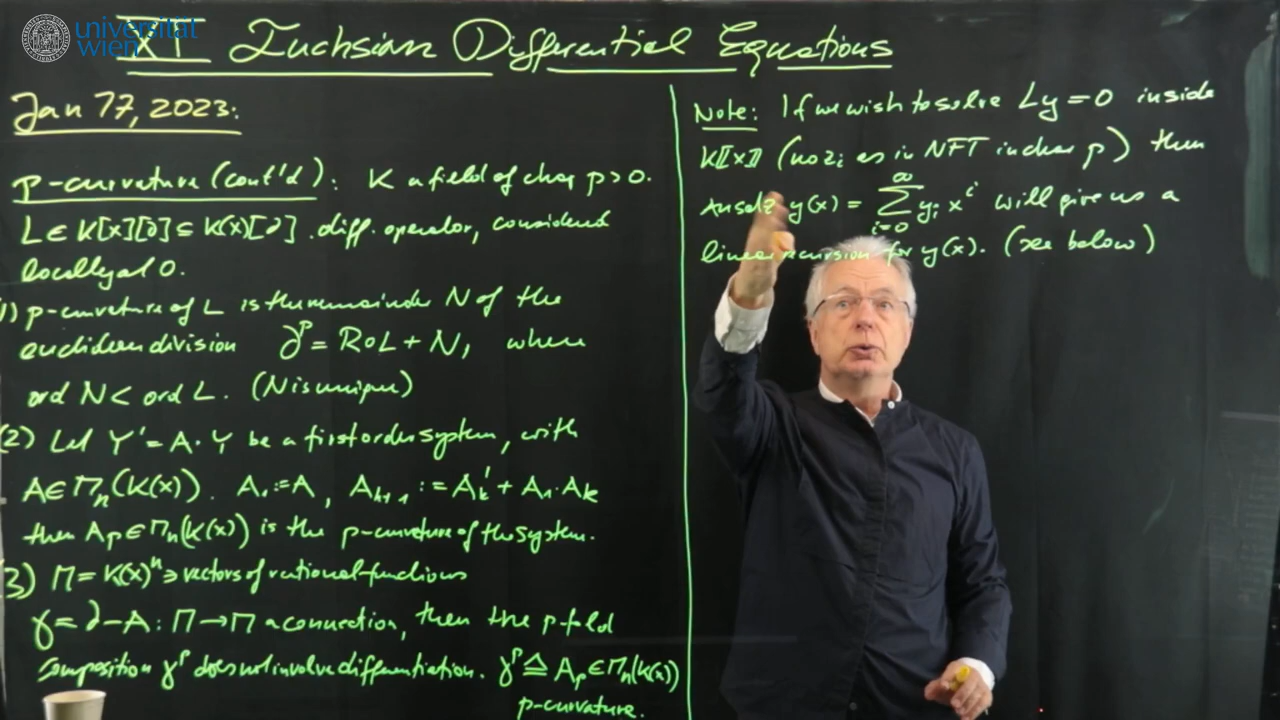 universität
wien
XI Fuchsian Differential Equations
Jan 17, 2023:
p-curvature (cont'd): K a field of char p > 0.
L ∈ K[x][∂] ⊆ K(x)[∂] diff. operator, considered
locally at 0.
1) p-curvature of L is the remainder N of the
euclidean division ∂^p = R∘L + N, where
ord N < ord L. (N is unique)
(2) Let Y' = A·Y be a first order system, with
A ∈ M_n(K(x)). A_1 := A, A_{k+1} := A_k' + A_1·A_k
then A_p ∈ M_n(K(x)) is the p-curvature of the system.
3) M = K(x)^n ∋ vectors of rational functions
γ = ∂ - A : M → M a connection, then the p-fold
composition γ^p does not involve differentiation. γ^p ≙ A_p ∈ M_n(K(x))
p-curvature.
Note: If we wish to solve Ly = 0 inside
K[[x]] (no z_i as in NFT in char p) then
y(x) = ∑_{i=0}^∞ y_i x^i will give us a
linear recursion for y(x). (see below)